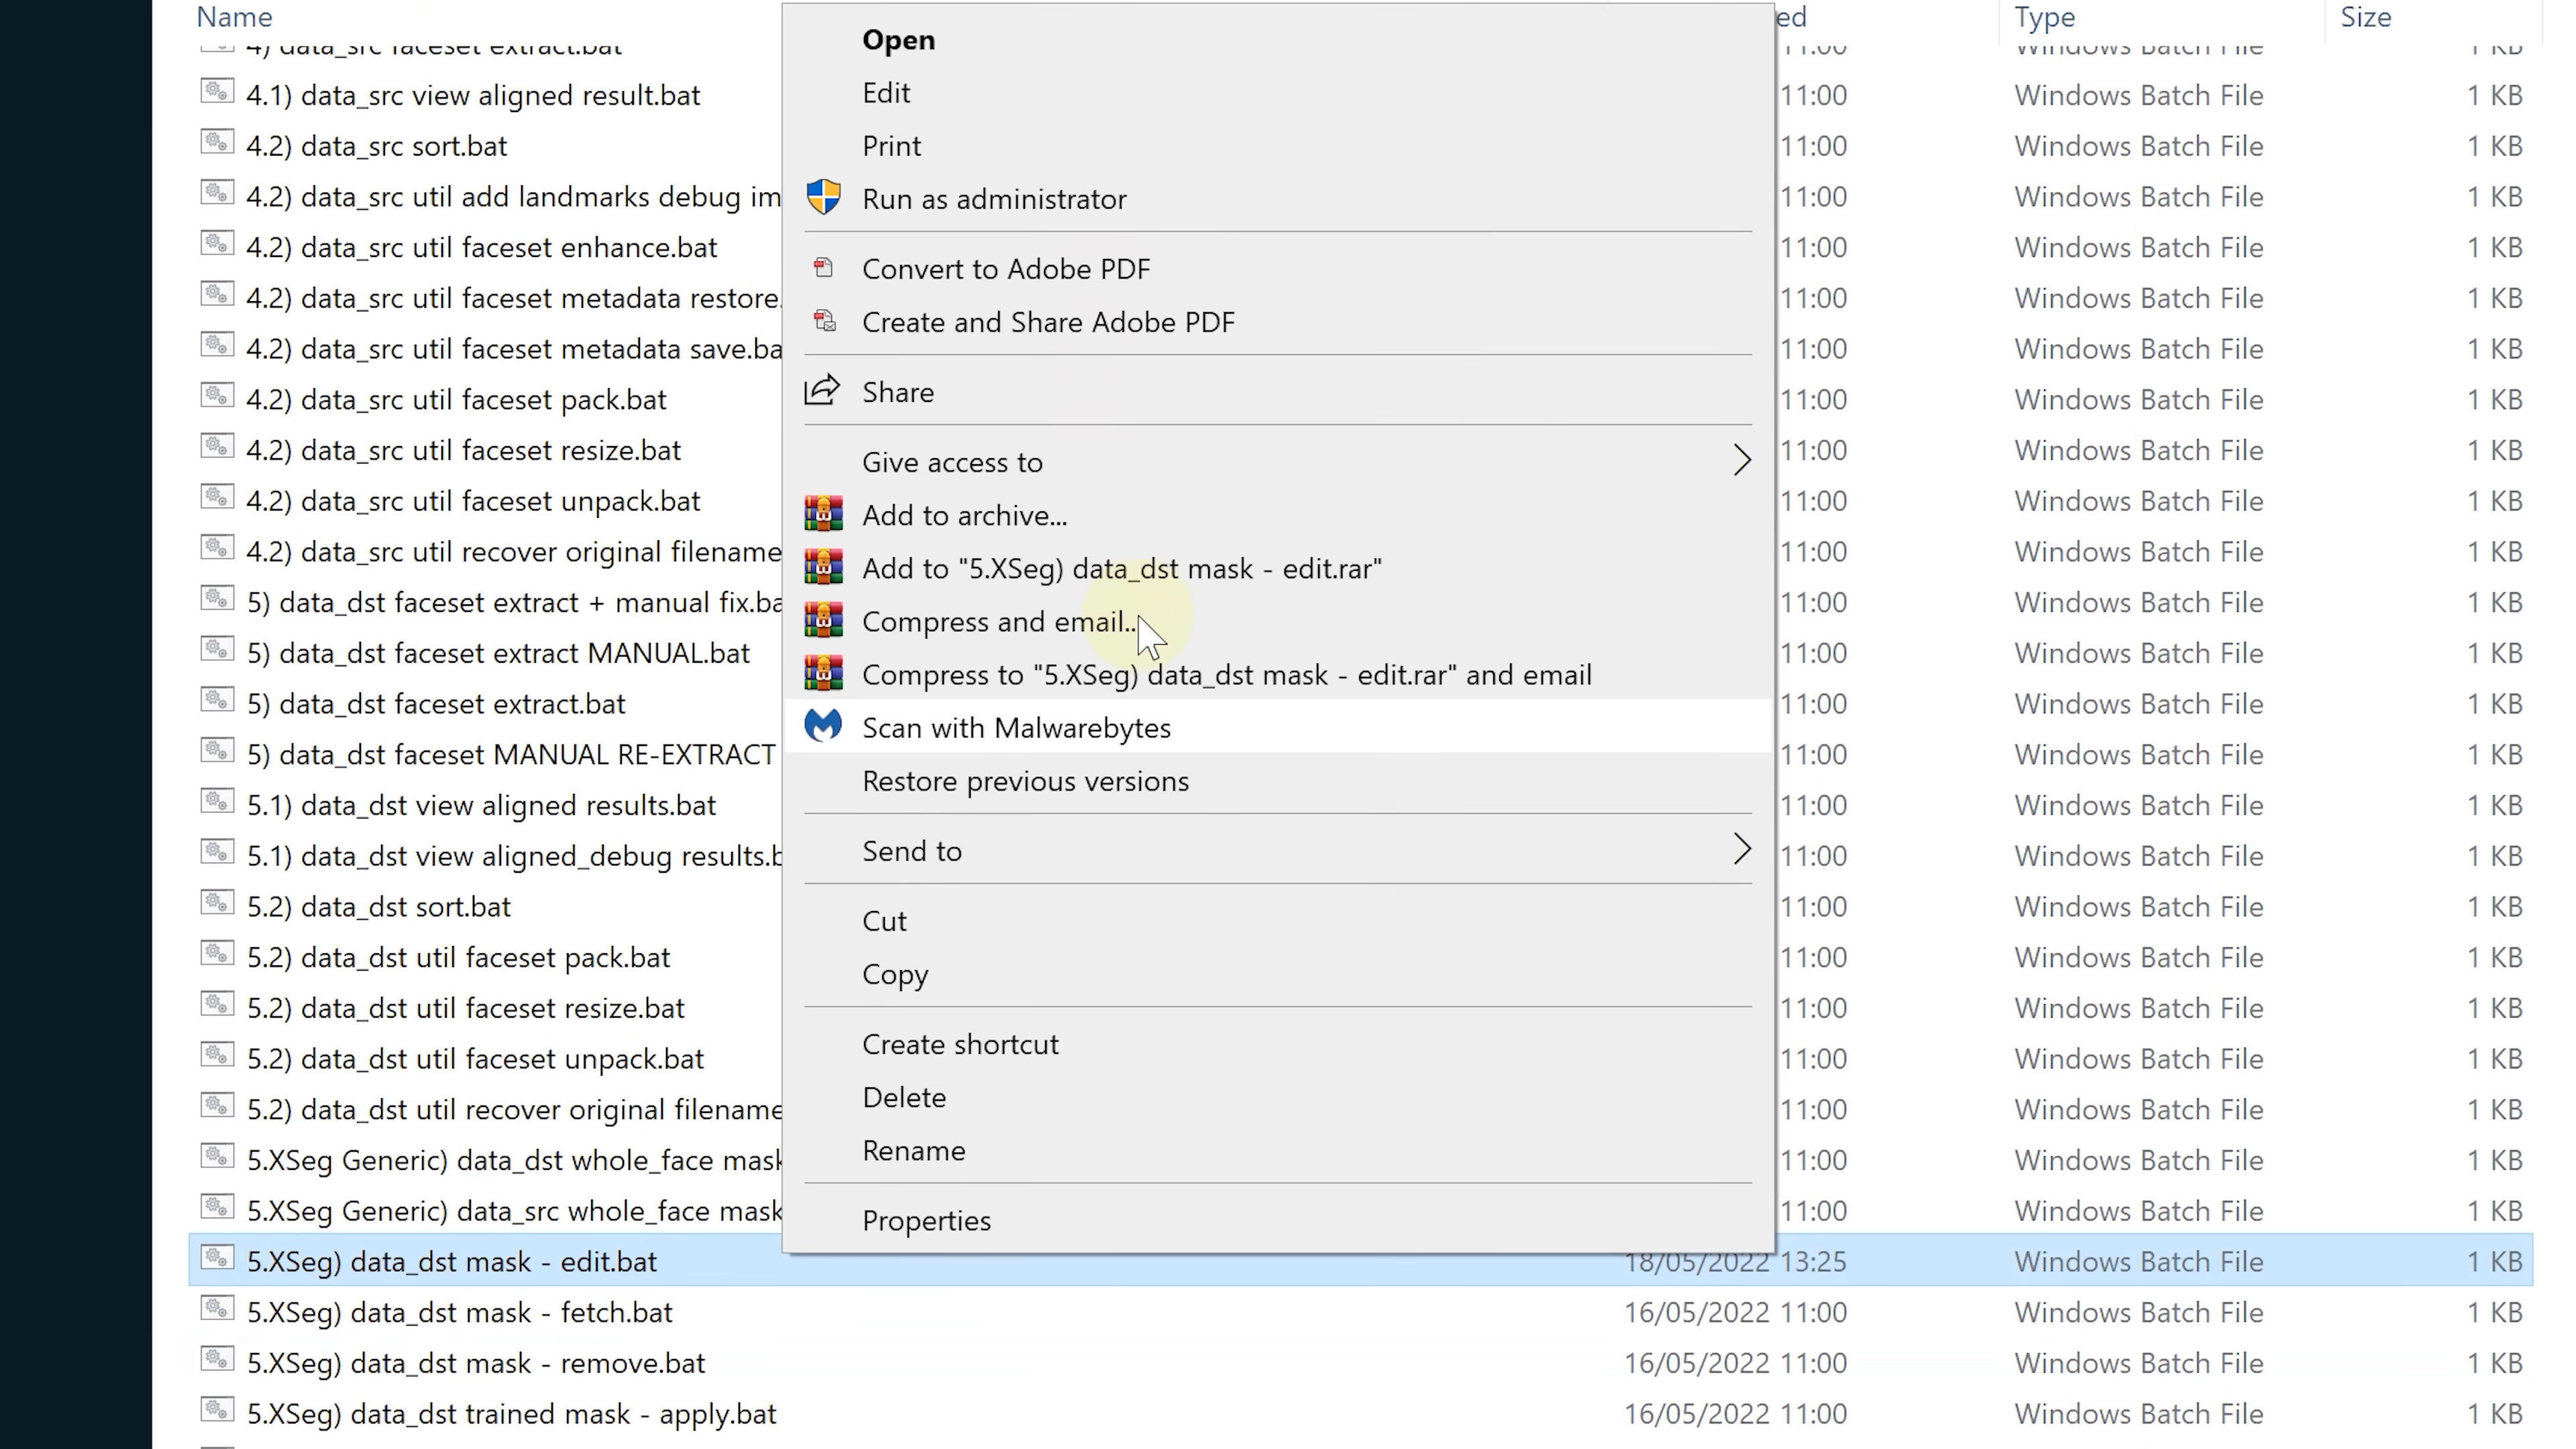 Name ed Type Size
4) data_src faceset extract.bat 11:00 Windows Batch File 1 KB
4.1) data_src view aligned result.bat 11:00 Windows Batch File 1 KB
4.2) data_src sort.bat 11:00 Windows Batch File 1 KB
4.2) data_src util add landmarks debug im 11:00 Windows Batch File 1 KB
4.2) data_src util faceset enhance.bat 11:00 Windows Batch File 1 KB
4.2) data_src util faceset metadata restore. 11:00 Windows Batch File 1 KB
4.2) data_src util faceset metadata save.ba 11:00 Windows Batch File 1 KB
4.2) data_src util faceset pack.bat 11:00 Windows Batch File 1 KB
4.2) data_src util faceset resize.bat 11:00 Windows Batch File 1 KB
4.2) data_src util faceset unpack.bat 11:00 Windows Batch File 1 KB
4.2) data_src util recover original filename 11:00 Windows Batch File 1 KB
5) data_dst faceset extract + manual fix.ba 11:00 Windows Batch File 1 KB
5) data_dst faceset extract MANUAL.bat 11:00 Windows Batch File 1 KB
5) data_dst faceset extract.bat 11:00 Windows Batch File 1 KB
5) data_dst faceset MANUAL RE-EXTRACT 11:00 Windows Batch File 1 KB
5.1) data_dst view aligned results.bat 11:00 Windows Batch File 1 KB
5.1) data_dst view aligned_debug results.b 11:00 Windows Batch File 1 KB
5.2) data_dst sort.bat 11:00 Windows Batch File 1 KB
5.2) data_dst util faceset pack.bat 11:00 Windows Batch File 1 KB
5.2) data_dst util faceset resize.bat 11:00 Windows Batch File 1 KB
5.2) data_dst util faceset unpack.bat 11:00 Windows Batch File 1 KB
5.2) data_dst util recover original filename 11:00 Windows Batch File 1 KB
5.XSeg Generic) data_dst whole_face mask 11:00 Windows Batch File 1 KB
5.XSeg Generic) data_src whole_face mask 11:00 Windows Batch File 1 KB
5.XSeg) data_dst mask - edit.bat 18/05/2022 13:25 Windows Batch File 1 KB
5.XSeg) data_dst mask - fetch.bat 16/05/2022 11:00 Windows Batch File 1 KB
5.XSeg) data_dst mask - remove.bat 16/05/2022 11:00 Windows Batch File 1 KB
5.XSeg) data_dst trained mask - apply.bat 16/05/2022 11:00 Windows Batch File 1 KB
Open
Edit
Print
Run as administrator
Convert to Adobe PDF
Create and Share Adobe PDF
Share
Give access to
Add to archive...
Add to "5.XSeg) data_dst mask - edit.rar"
Compress and email...
Compress to "5.XSeg) data_dst mask - edit.rar" and email
Scan with Malwarebytes
Restore previous versions
Send to
Cut
Copy
Create shortcut
Delete
Rename
Properties